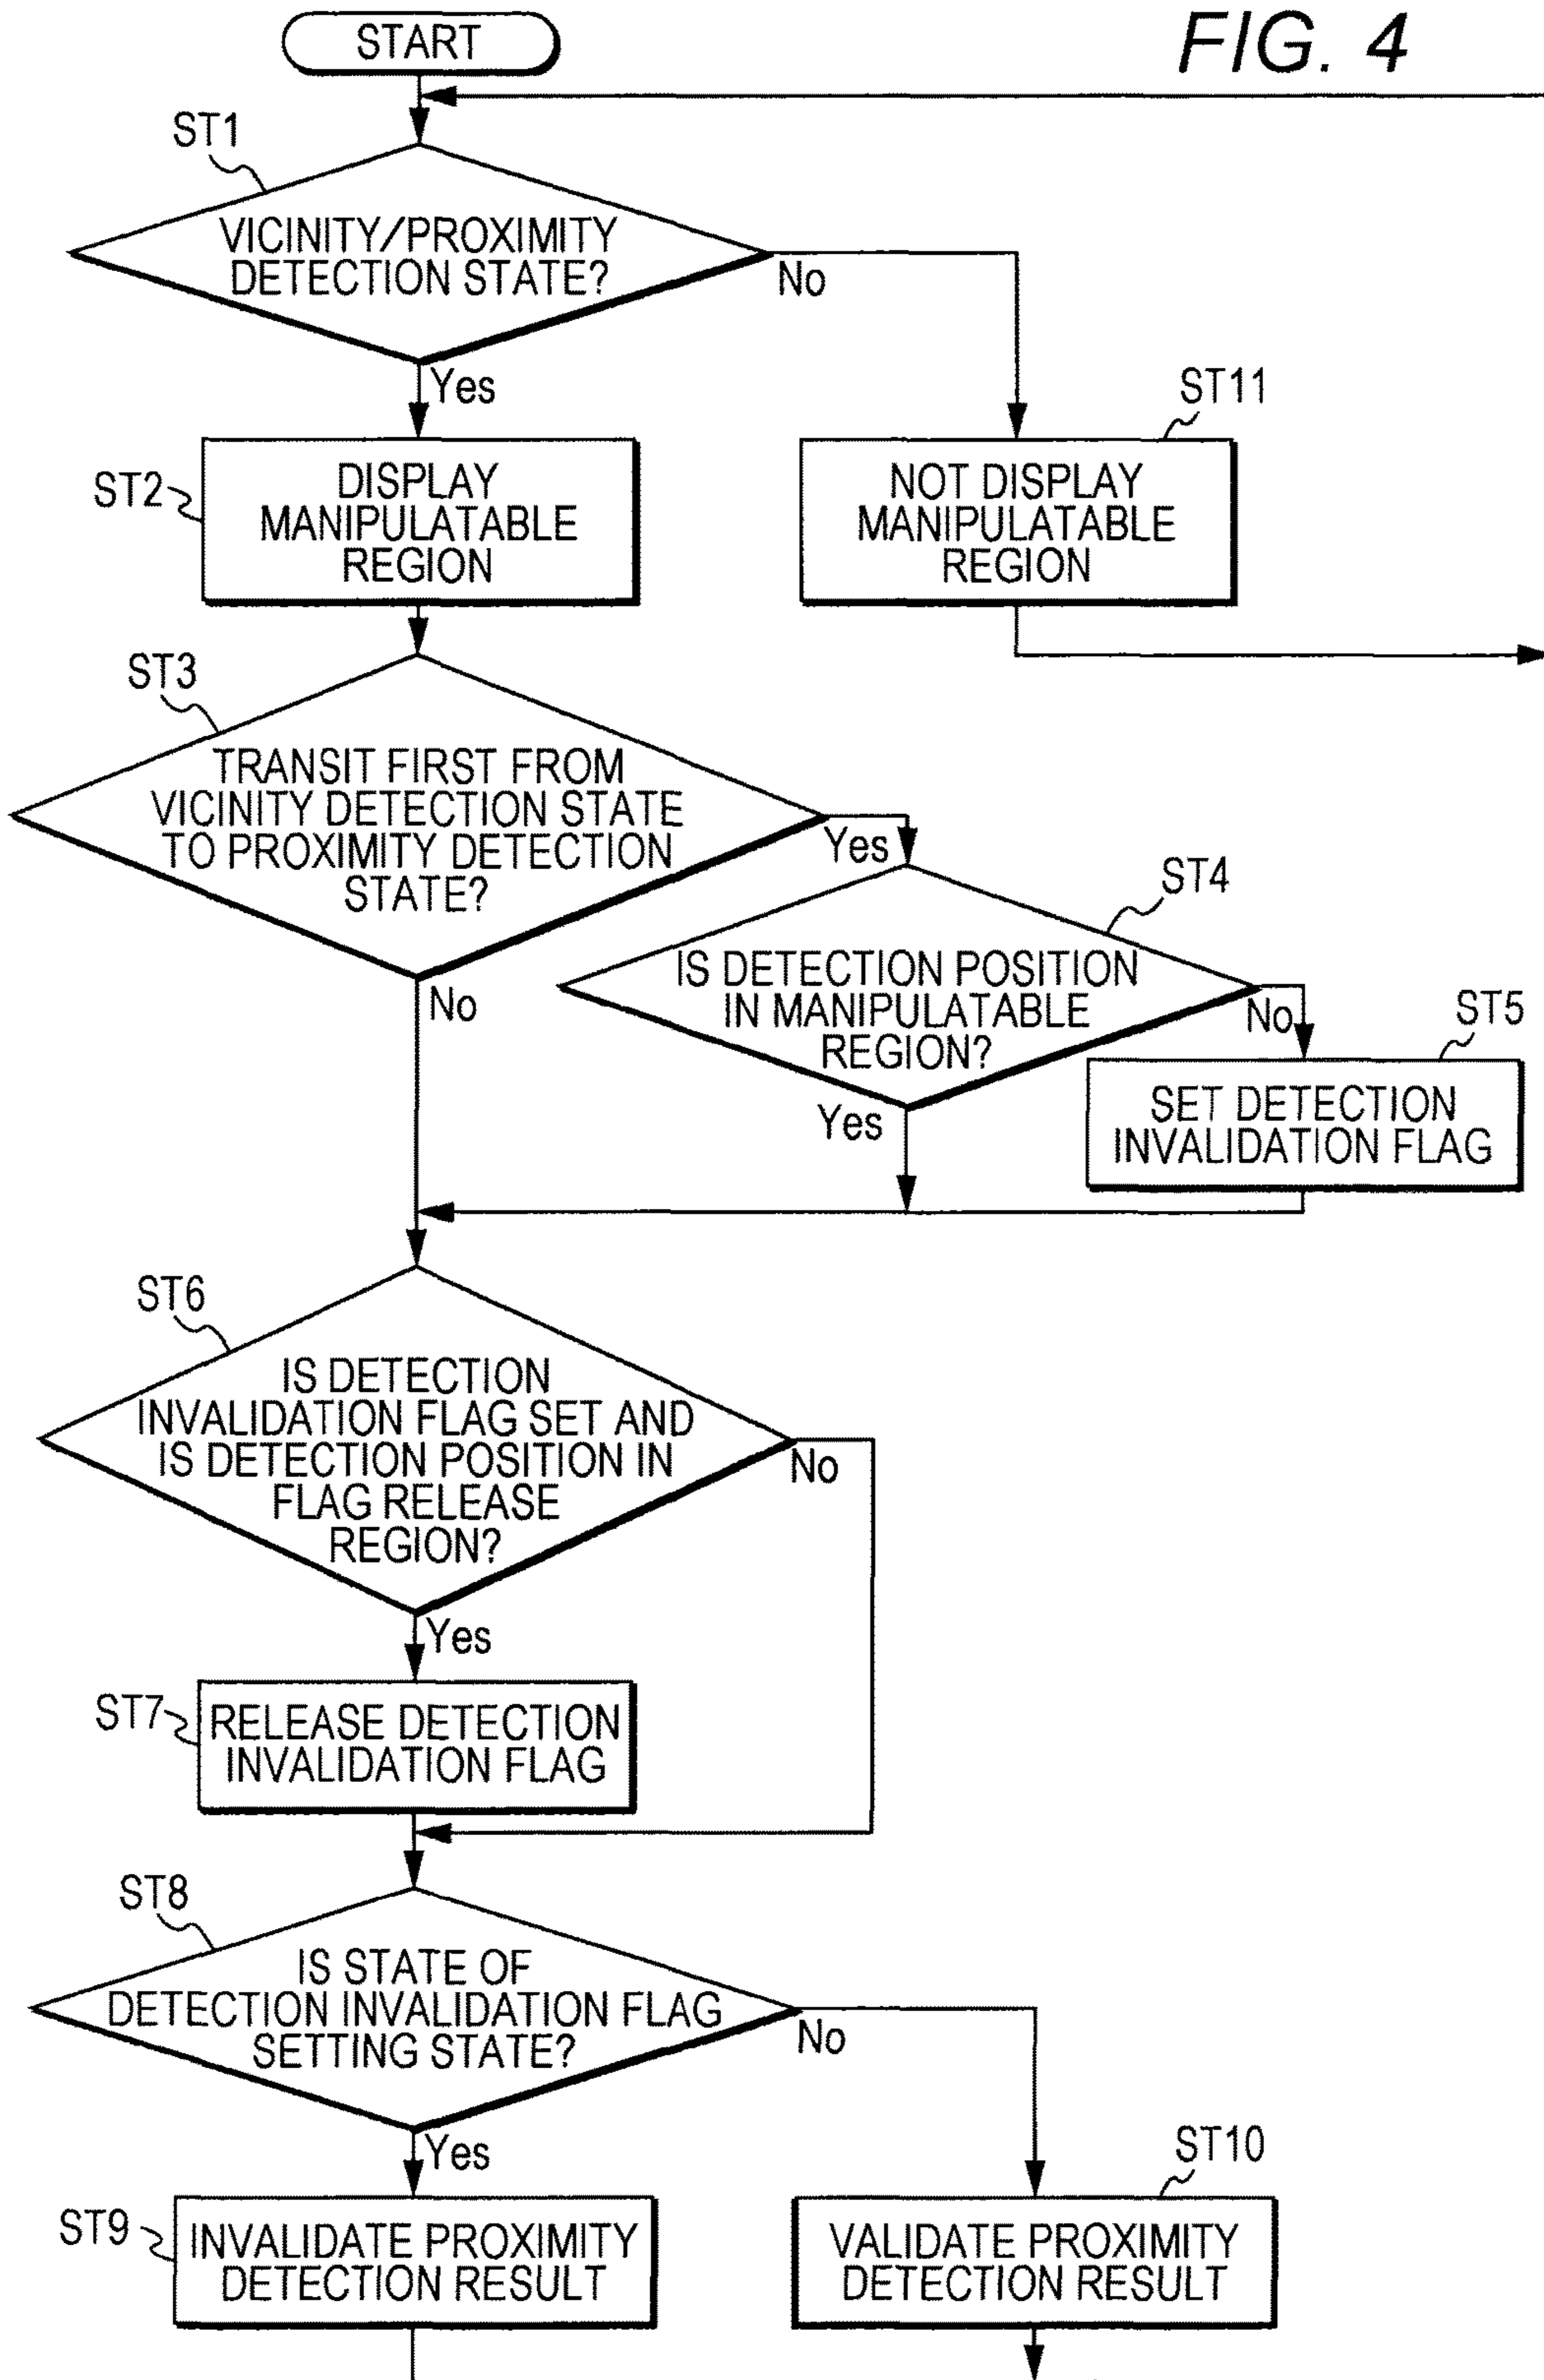 START
FIG. 4
ST1
VICINITY/PROXIMITY
DETECTION STATE?
No
Yes
ST2
DISPLAY
MANIPULATABLE
REGION
ST11
NOT DISPLAY
MANIPULATABLE
REGION
ST3
TRANSIT FIRST FROM
VICINITY DETECTION STATE
TO PROXIMITY DETECTION
STATE?
Yes
No
ST4
IS DETECTION POSITION
IN MANIPULATABLE
REGION?
No
Yes
ST5
SET DETECTION
INVALIDATION FLAG
ST6
IS DETECTION
INVALIDATION FLAG SET AND
IS DETECTION POSITION IN
FLAG RELEASE
REGION?
No
Yes
ST7
RELEASE DETECTION
INVALIDATION FLAG
ST8
IS STATE OF
DETECTION INVALIDATION FLAG
SETTING STATE?
No
Yes
ST9
INVALIDATE PROXIMITY
DETECTION RESULT
ST10
VALIDATE PROXIMITY
DETECTION RESULT